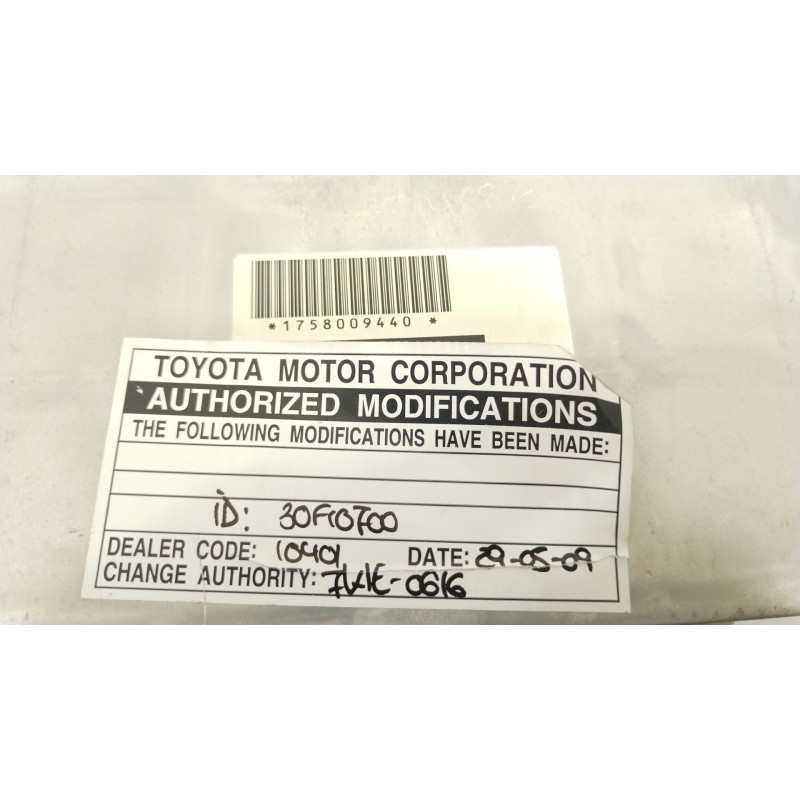 *1758009440 *
TOYOTA MOTOR CORPORATION
AUTHORIZED MODIFICATIONS
THE FOLLOWING MODIFICATIONS HAVE BEEN MADE:
ID: 30F10700
DEALER CODE: 10401 DATE: 29-05-09
CHANGE AUTHORITY: